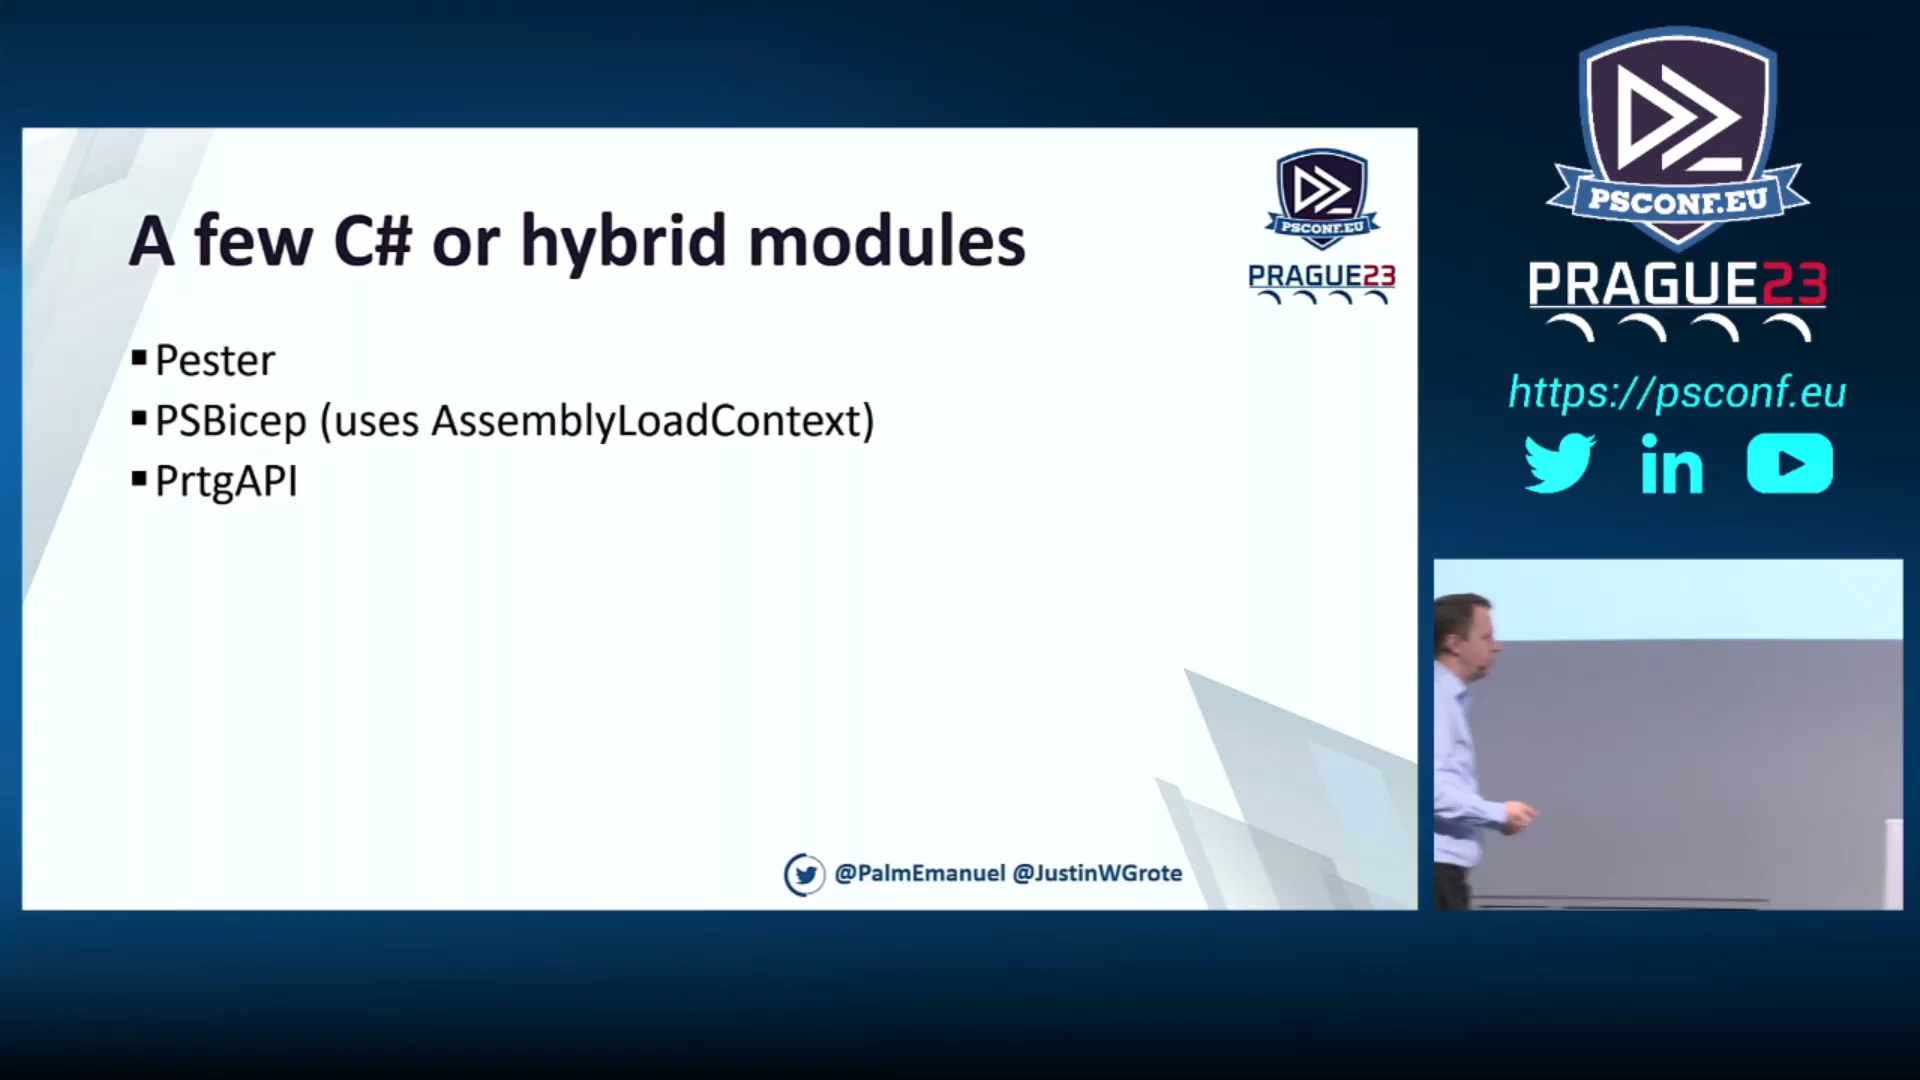 A few C# or hybrid modules
PSCONF.EU
PRAGUE23
▪ Pester
▪ PSBicep (uses AssemblyLoadContext)
▪ PrtgAPI
@PalmEmanuel @JustinWGrote
PSCONF.EU
PRAGUE23
https://psconf.eu
in